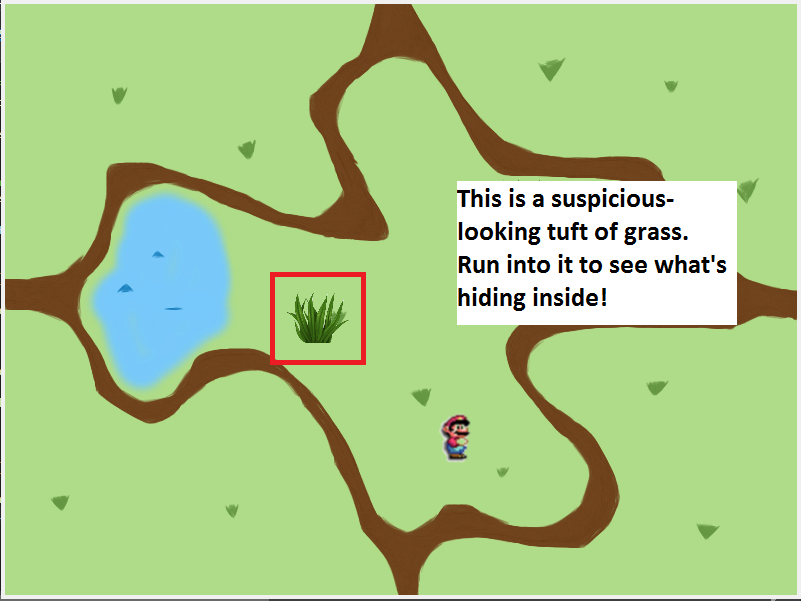 This is a suspicious-
looking tuft of grass.
Run into it to see what's
hiding inside!